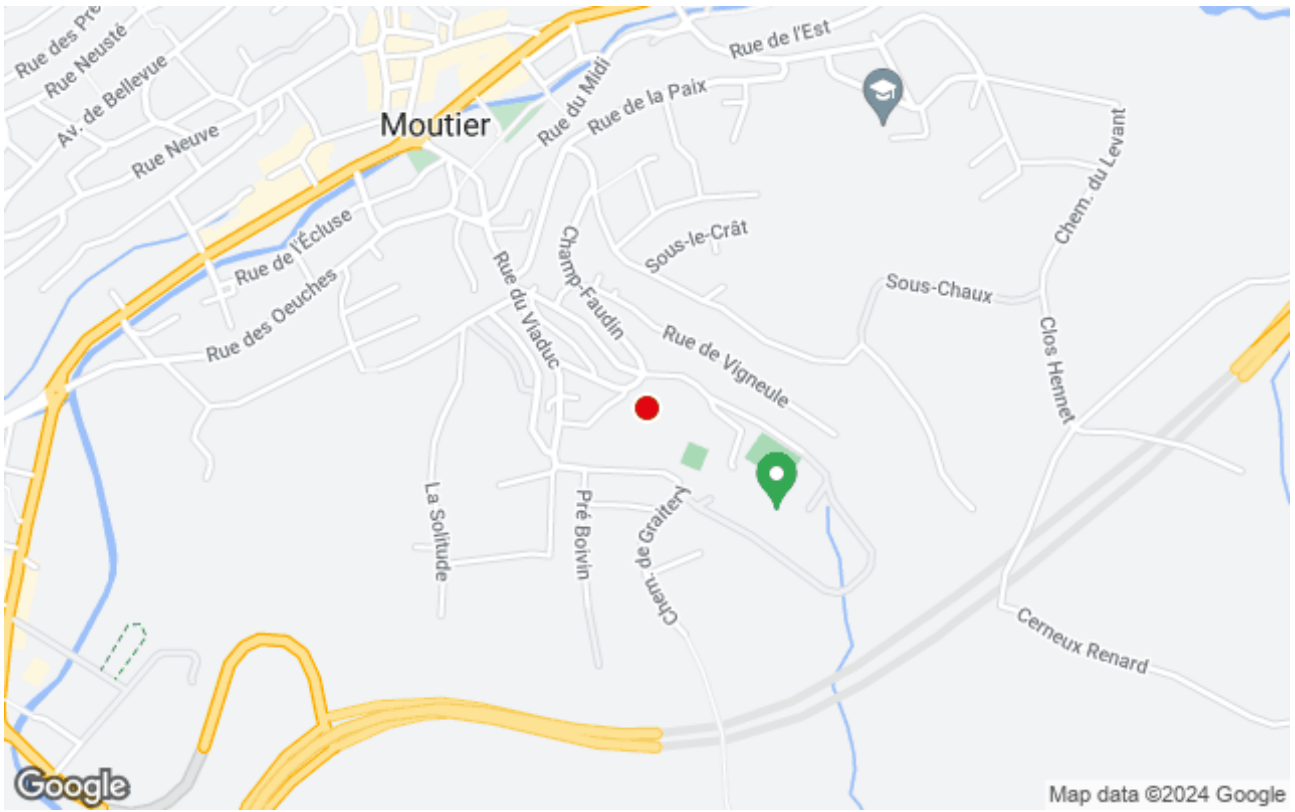 Rue des Pré
Rue Neusté
Av. de Bellevue
Rue Neuve
Moutier
Rue du Midi
Rue de la Paix
Rue de l'Est
Chem. du Levant
Rue de l'Écluse
Rue des Oeuches
Rue du Viaduc
Champ-Faudin
Sous-le-Crât
Sous-Chaux
Rue de Vigneule
Clos Hennet
La Solitude
Pré Boivin
Chem. de Graitery
Cerneux Renard
Google
Map data ©2024 Google